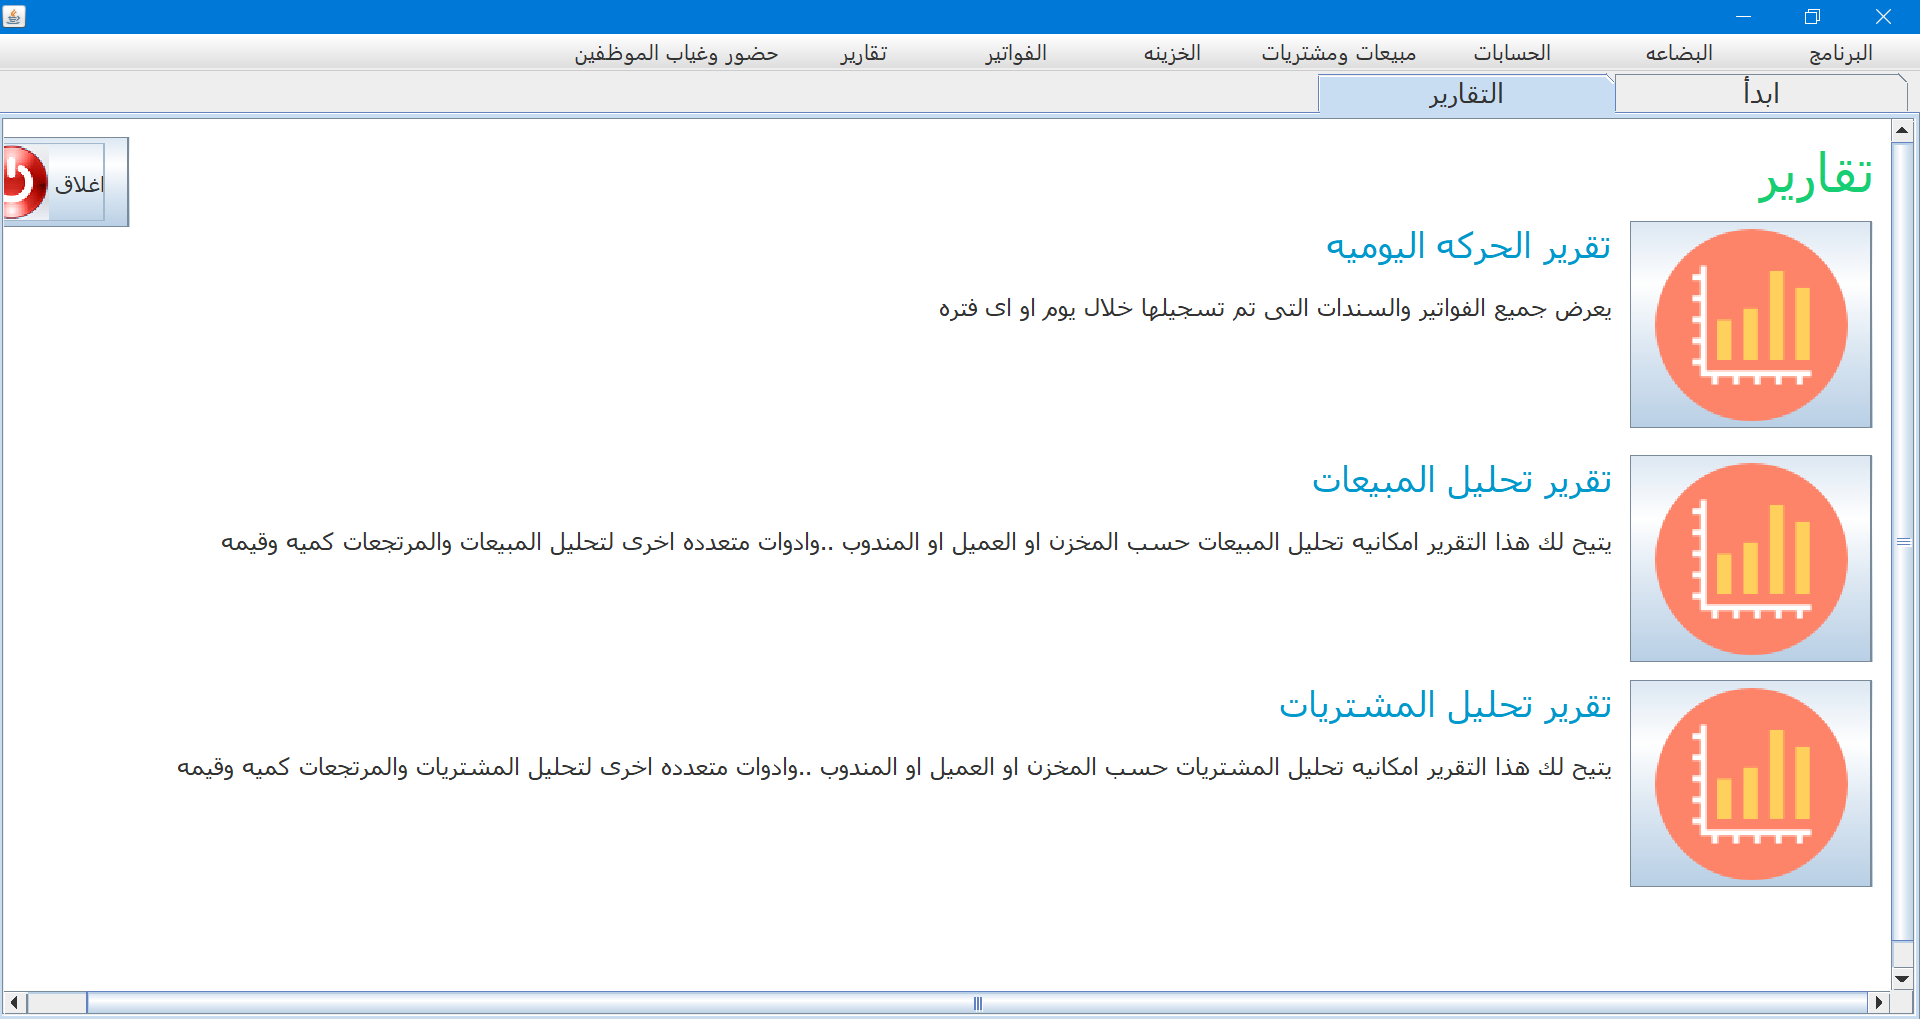 البرنامج البضاعه الحسابات مبيعات ومشتريات الخزينه الفواتير تقارير حضور وغياب الموظفين
ابدأ التقارير
تقارير
اغلاق
تقرير الحركه اليوميه
يعرض جميع الفواتير والسندات التى تم تسجيلها خلال يوم او اى فتره
تقرير تحليل المبيعات
يتيح لك هذا التقرير امكانيه تحليل المبيعات حسب المخزن او العميل او المندوب ..وادوات متعدده اخرى لتحليل المبيعات والمرتجعات كميه وقيمه
تقرير تحليل المشتريات
يتيح لك هذا التقرير امكانيه تحليل المشتريات حسب المخزن او العميل او المندوب ..وادوات متعدده اخرى لتحليل المشتريات والمرتجعات كميه وقيمه